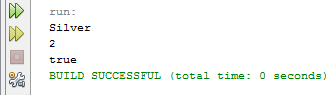 run:
Silver
2
true
BUILD SUCCESSFUL (total time: 0 seconds)